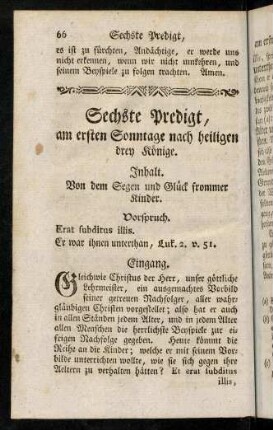 66 Sechste Predigt,
es ist zu fürchten, Andächtige, er werde uns
nicht erkennen, wenn wir nicht umkehren, und
seinem Beyspiele zu folgen trachten. Amen.
Sechste Predigt,
am ersten Sonntage nach heiligen
drey Könige.
Inhalt.
Von dem Segen und Glück frommer
Kinder.
Vorspruch.
Erat subditus illis.
Er war ihnen unterthan, Luk. 2. v. 51.
Eingang.
Gleichwie Christus der Herr, unser göttliche
Lehrmeister, ein ausgemachtes Vorbild
seiner getreuen Nachfolger, aller wahr-
gläubigen Christen vorgestellet; also hat er auch
in allen Ständen jedem Alter, und in jedem Alter
allen Menschen die herrlichste Beyspiele zur ei-
frigen Nachfolge gegeben. Heute kömmt die
Reihe an die Kinder; welche er mit seinem Vor-
bilde unterrichten wollte, wie sie sich gegen ihre
Aeltern zu verhalten hätten? Et erat subditus
illis,